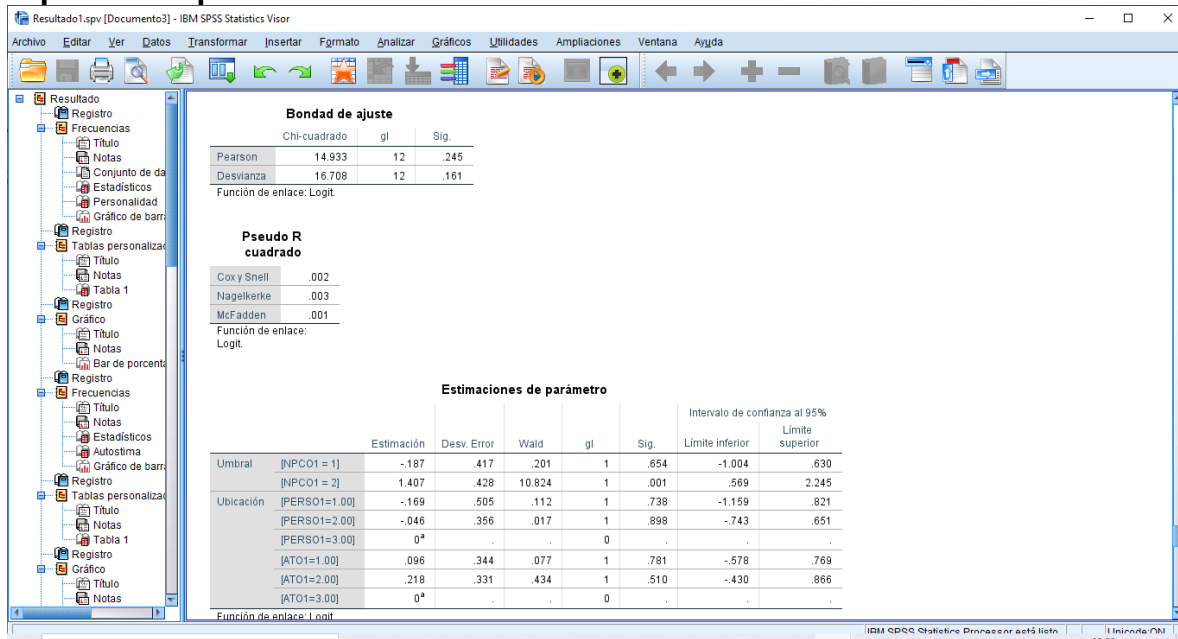 Resultado1.spv [Documento3] - IBM SPSS Statistics Visor
Archivo Editar Ver Datos Transformar Insertar Formato Analizar Gráficos Utilidades Ampliaciones Ventana Ayuda
Resultado
Registro
Frecuencias
Título
Notas
Conjunto de da
Estadísticos
Personalidad
Gráfico de barra
Registro
Tablas personalizad
Título
Notas
Tabla 1
Registro
Gráfico
Título
Notas
Bar de porcenta
Registro
Frecuencias
Título
Notas
Estadísticos
Autostima
Gráfico de barra
Registro
Tablas personalizad
Título
Notas
Tabla 1
Registro
Gráfico
Título
Notas
Bondad de ajuste
Chi-cuadrado gl Sig.
Pearson 14.933 12 .245
Desvianza 16.708 12 .161
Función de enlace: Logit.
Pseudo R
cuadrado
Cox y Snell .002
Nagelkerke .003
McFadden .001
Función de enlace:
Logit.
Estimaciones de parámetro
Intervalo de confianza al 95%
Estimación Desv. Error Wald gl Sig. Límite inferior Límite superior
Umbral [NPCO1 = 1] -.187 .417 .201 1 .654 -1.004 .630
[NPCO1 = 2] 1.407 .428 10.824 1 .001 .569 2.245
Ubicación [PERSO1=1.00] -.169 .505 .112 1 .738 -1.159 .821
[PERSO1=2.00] -.046 .356 .017 1 .898 -.743 .651
[PERSO1=3.00] 0ª . . 0 . . .
[ATO1=1.00] .096 .344 .077 1 .781 -.578 .769
[ATO1=2.00] .218 .331 .434 1 .510 -.430 .866
[ATO1=3.00] 0ª . . 0 . . .
Función de enlace: Logit
IBM SPSS Statistics Processor está listo Unicode:ON